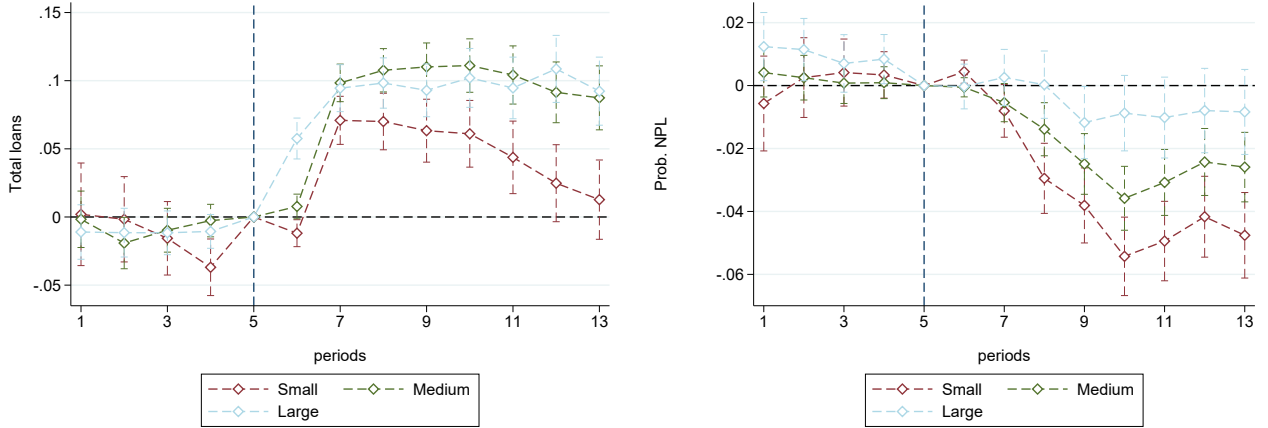 .15
.1
.05
0
-.05
Total loans
1 3 5 7 9 11 13
periods
Small Medium
Large
.02
0
-.02
-.04
-.06
Prob. NPL
1 3 5 7 9 11 13
periods
Small Medium
Large